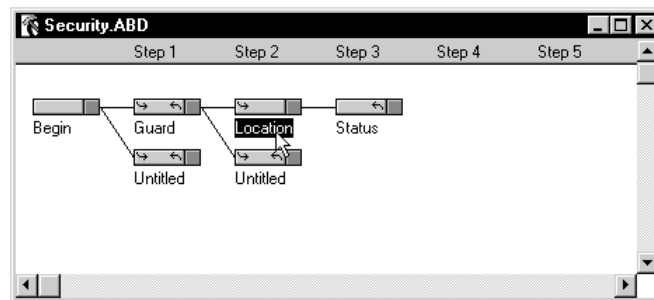 Security.ABD
Step 1 Step 2 Step 3 Step 4 Step 5
Begin Guard Location Status
Untitled Untitled